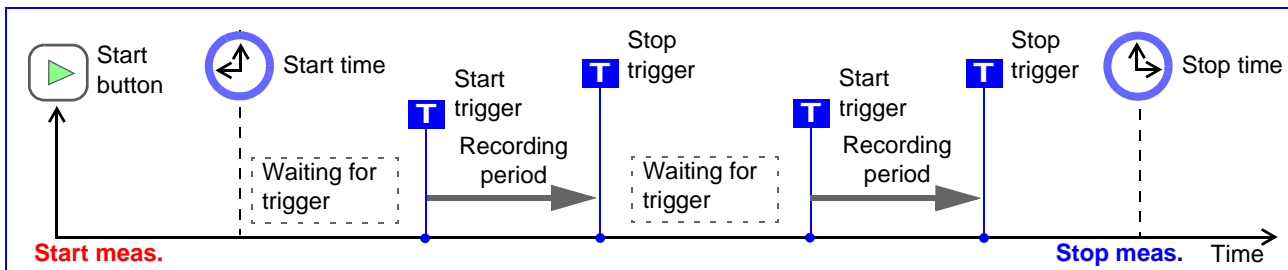 Start
button
Start time
T
Start
trigger
T
Stop
trigger
T
Start
trigger
T
Stop
trigger
Stop time
Waiting for
trigger
Recording
period
Waiting for
trigger
Recording
period
Start meas.
Stop meas.
Time